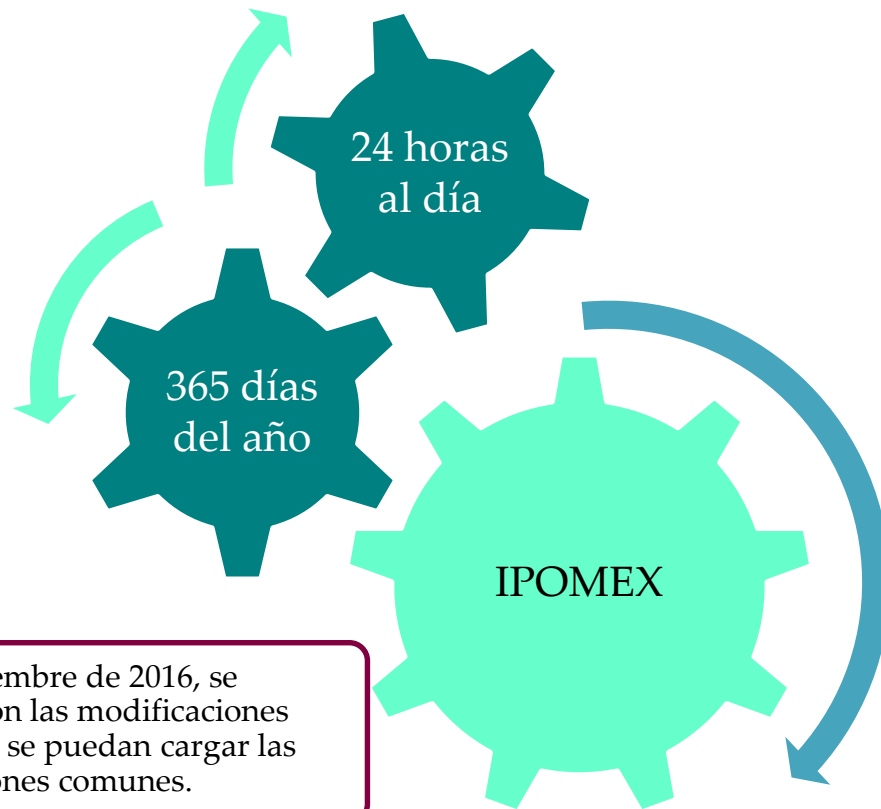 24 horas
al día
365 días
del año
IPOMEX
embre de 2016, se
on las modificaciones
se puedan cargar las
ones comunes.